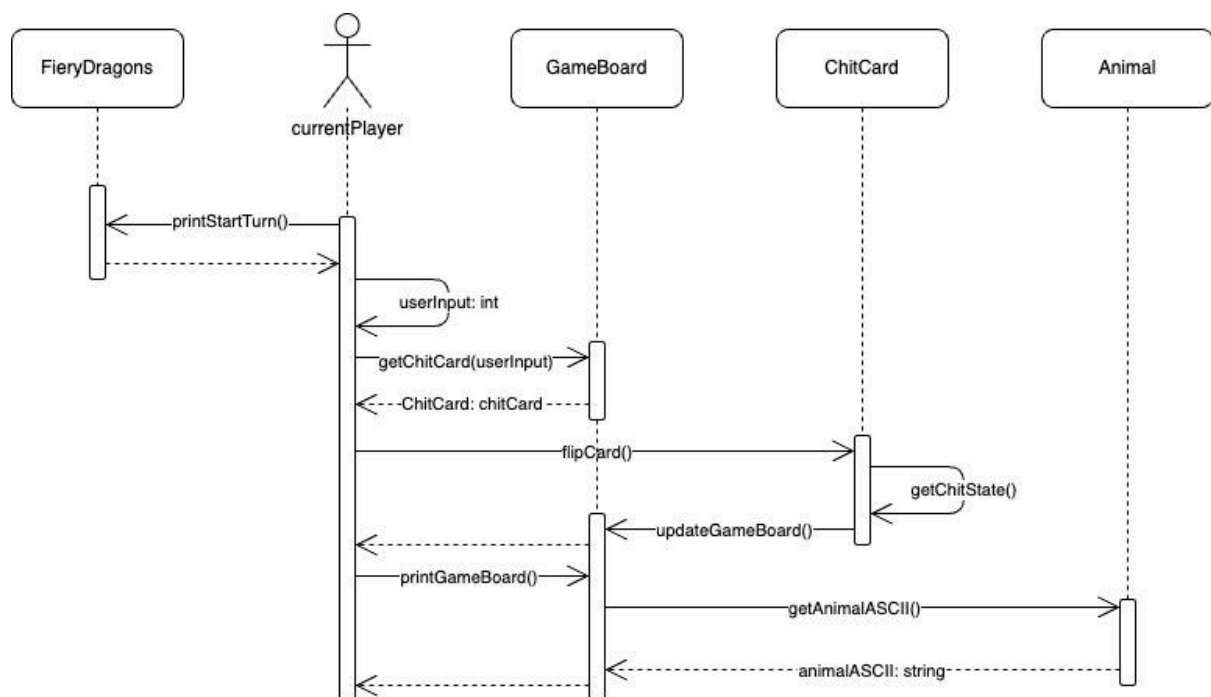 FieryDragons
currentPlayer
GameBoard
ChitCard
Animal
printStartTurn()
userInput: int
getChitCard(userInput)
ChitCard: chitCard
flipCard()
getChitState()
updateGameBoard()
printGameBoard()
getAnimalASCII()
animalASCII: string